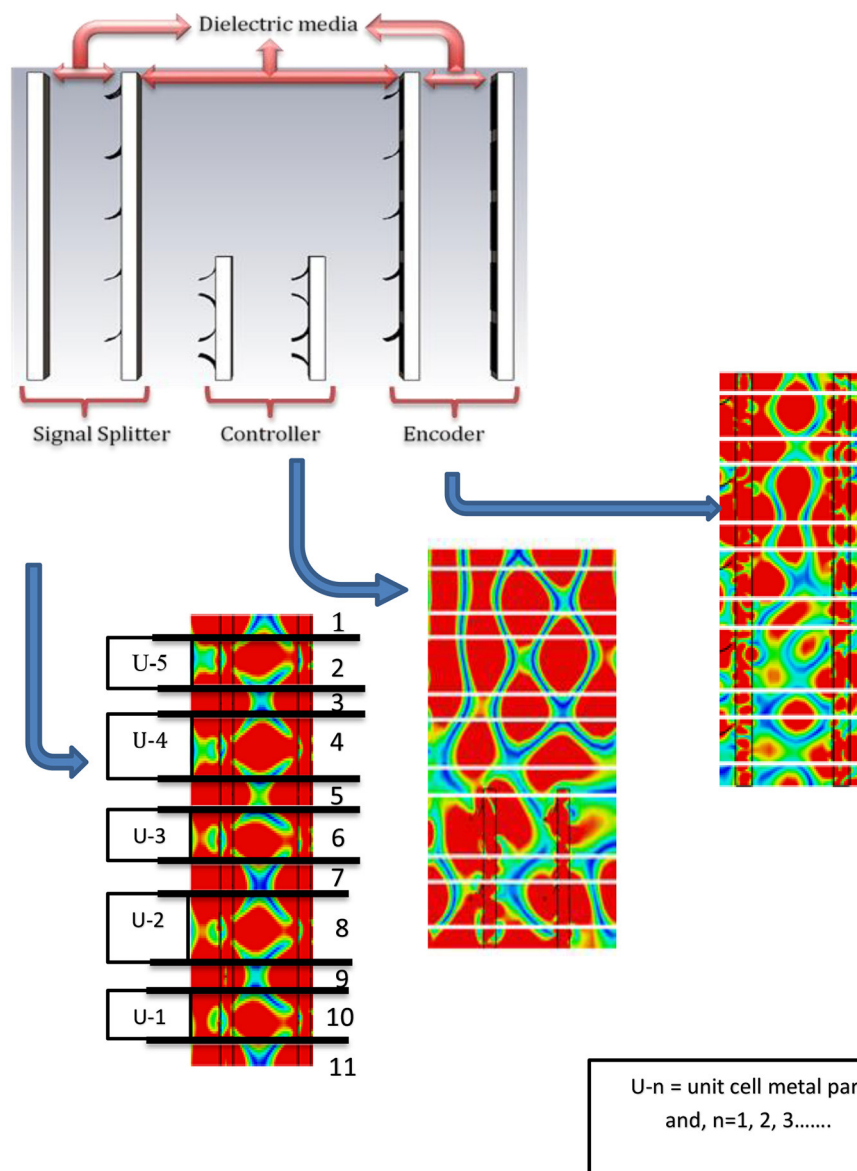 Dielectric media
Signal Splitter
Controller
Encoder
1
U-5
2
3
U-4
4
5
U-3
6
7
U-2
8
9
U-1
10
11
U-n = unit cell metal par
and, n=1, 2, 3.......